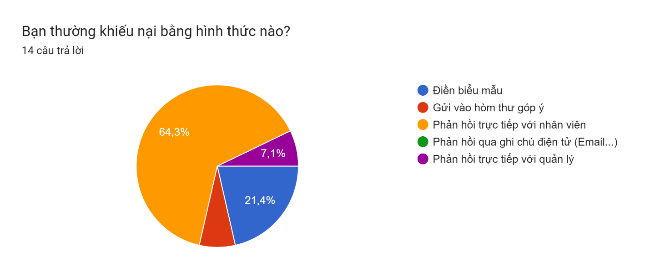 Bạn thường khiếu nại bằng hình thức nào?
14 câu trả lời
Điền biểu mẫu
Gửi vào hòm thư góp ý
Phản hồi trực tiếp với nhân viên
Phản hồi qua ghi chú điện tử (Email...)
Phản hồi trực tiếp với quản lý
64,3%
7,1%
21,4%